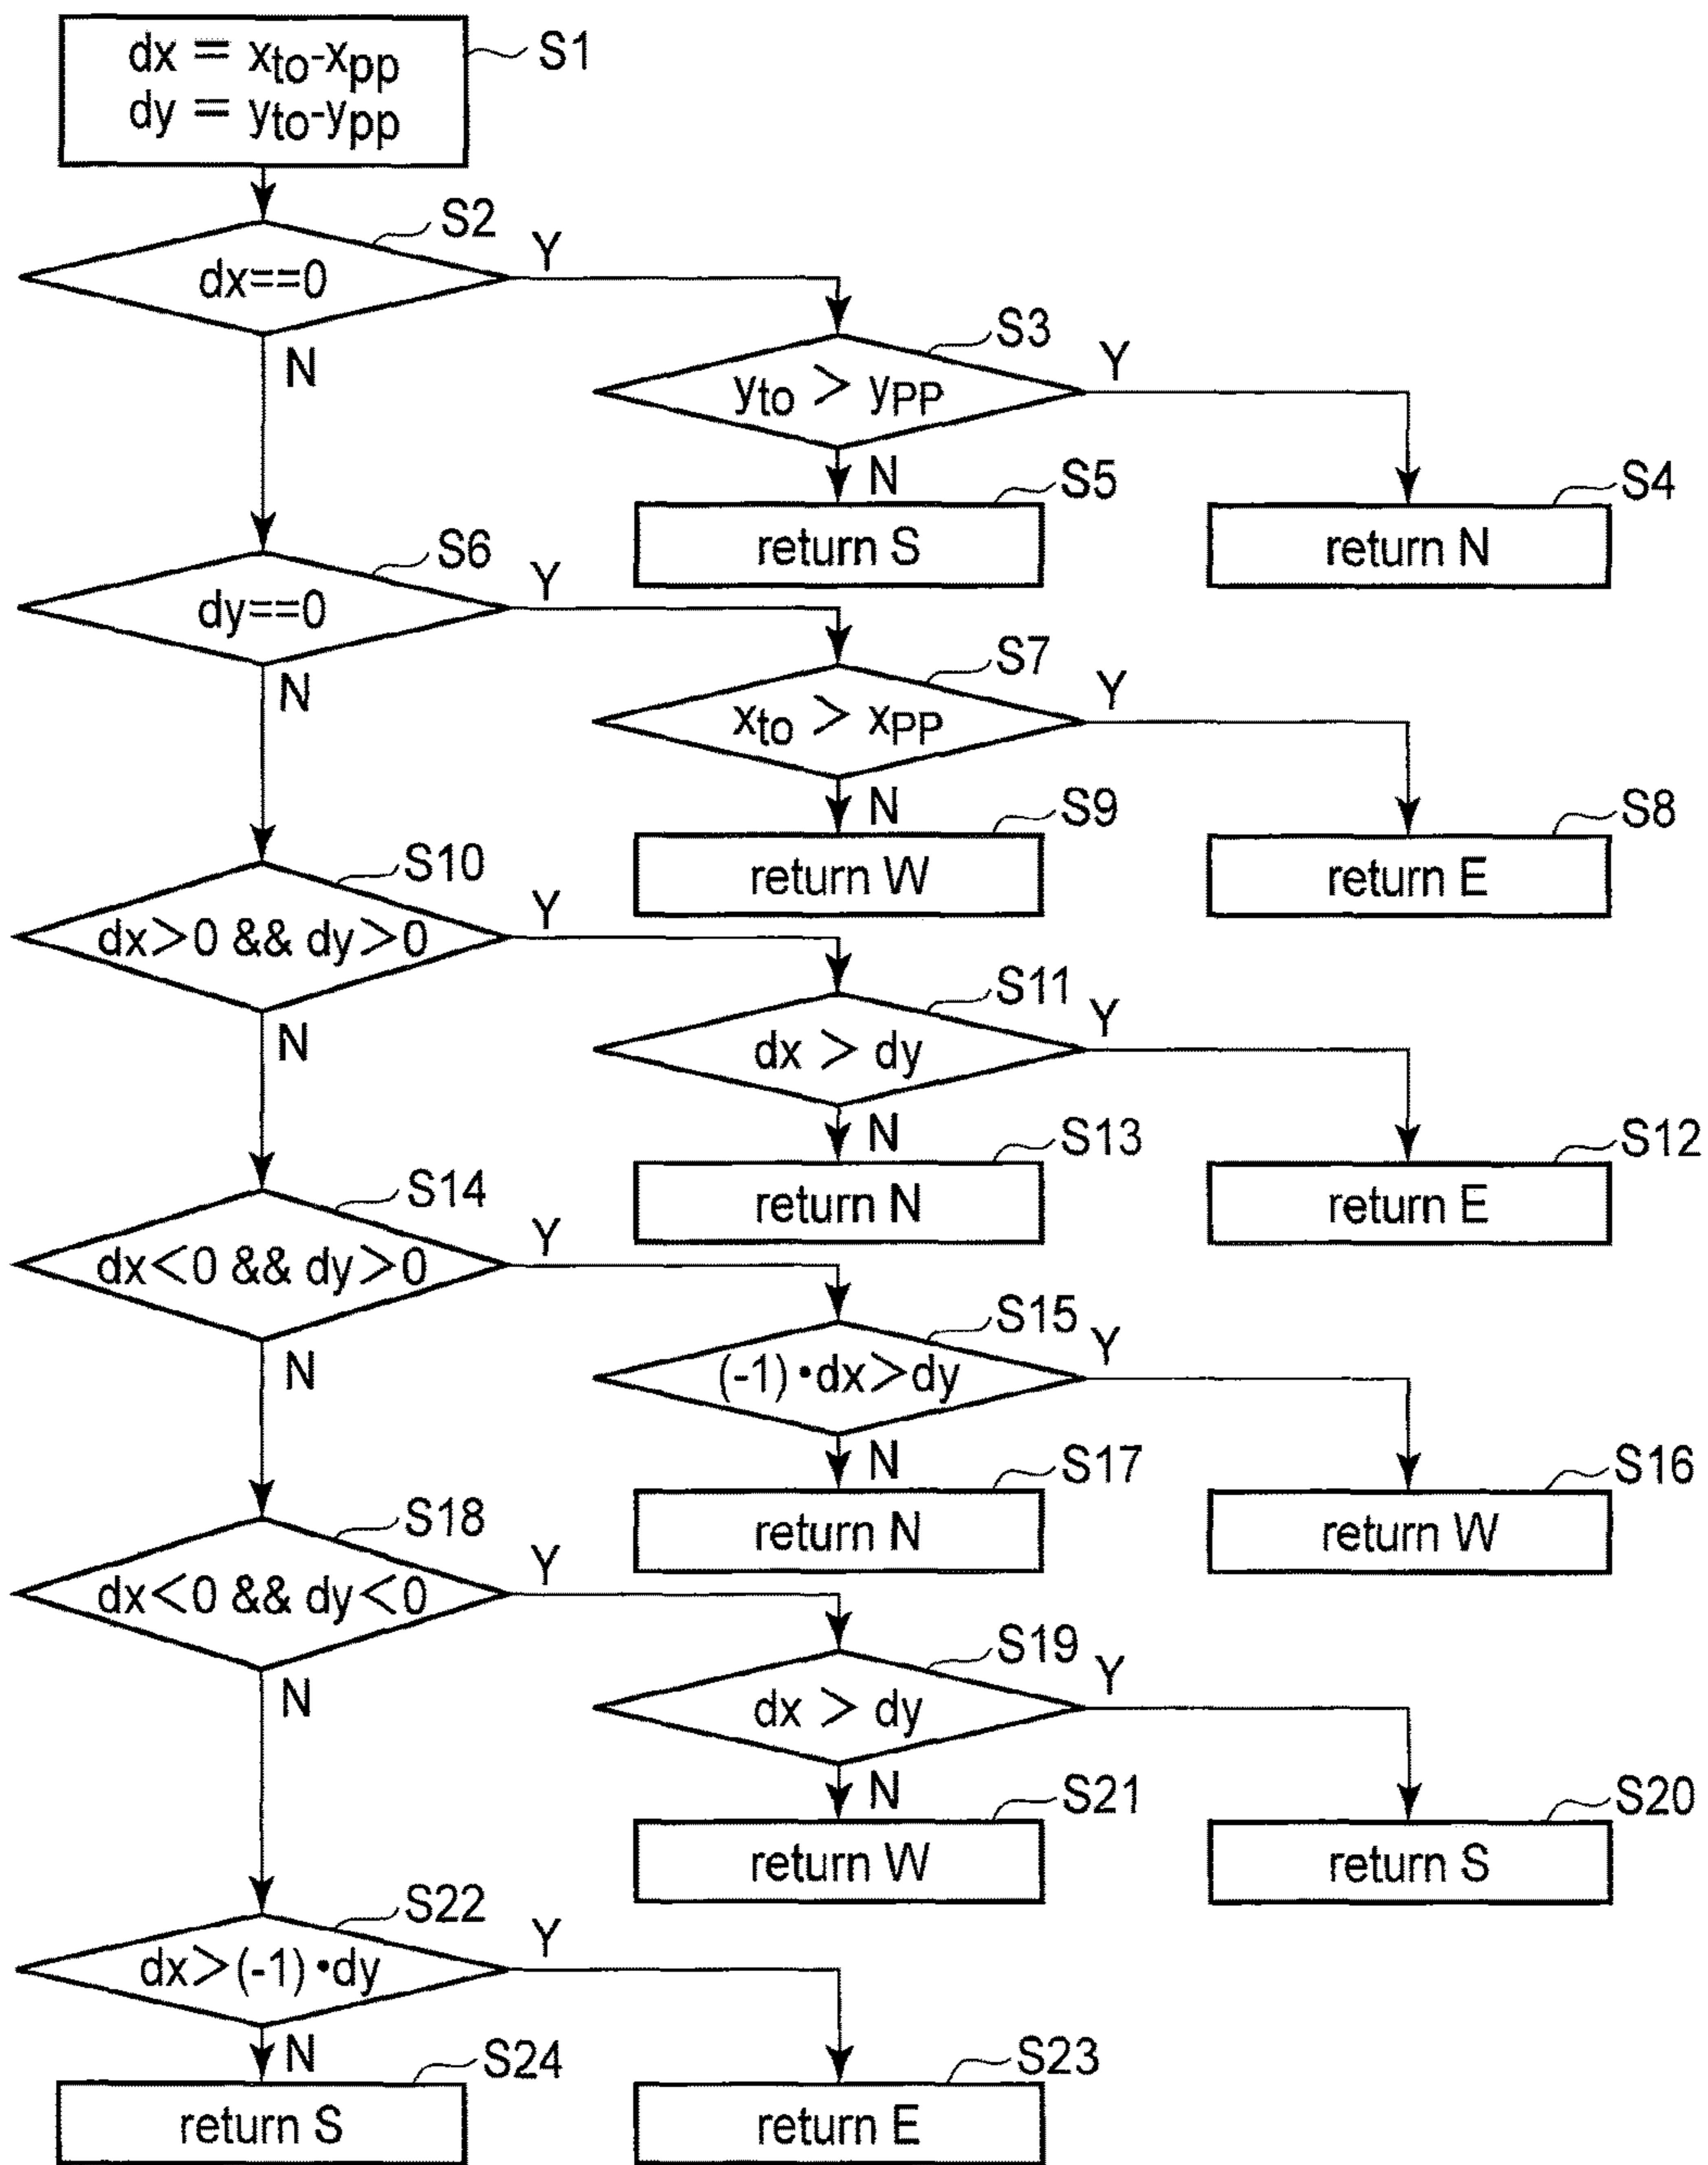 dx = xto-xpp
dy = yto-ypp
S1
S2
dx==0
Y
N
S3
yto > yPP
Y
N
S5
return S
S4
return N
S6
dy==0
Y
N
S7
xto > xPP
Y
N
S9
return W
S8
return E
S10
dx>0 && dy>0
Y
N
S11
dx > dy
Y
N
S13
return N
S12
return E
S14
dx<0 && dy>0
Y
N
S15
(-1)•dx>dy
Y
N
S17
return N
S16
return W
S18
dx<0 && dy<0
Y
N
S19
dx > dy
Y
N
S21
return W
S20
return S
S22
dx>(-1)•dy
Y
N
S24
return S
S23
return E